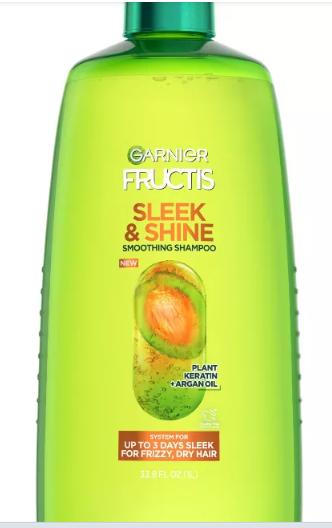 GARNIER
FRUCTIS
SLEEK
& SHINE
SMOOTHING SHAMPOO
NEW
PLANT
KERATIN
+ ARGAN OIL
SYSTEM FOR
UP TO 3 DAYS SLEEK
FOR FRIZZY, DRY HAIR
33.8 FL OZ (1L)